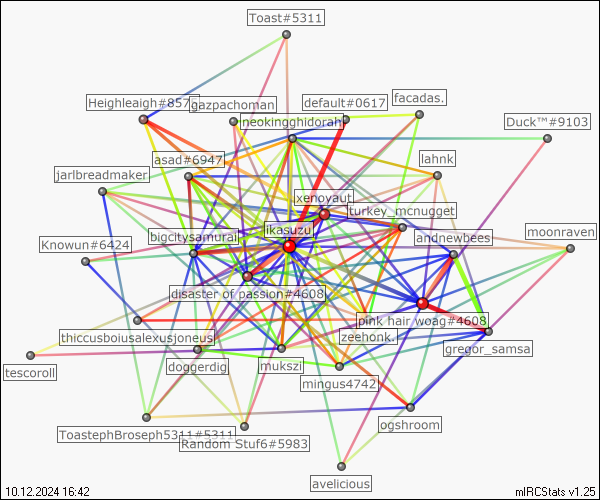 Toast#5311
Heighleaigh#857
gazpachoman
default#0617
facadas.
neokingghidorah
Duck™#9103
asad#6947
lahnk
jarlbreadmaker
xenoyaut
turkey_mcnugget
likasuzu
bigcitysamurai
andnewbees
moonraven
Knowun#6424
disaster of passion#4608
pink hair woag#4608
thiccusboiusalexusjoneus
zeehonk.
gregor_samsa
doggerdig
mukszi
tescoroll
mingus4742
ToastephBroseph5311#5311
ogshroom
Random Stuf6#5983
avelicious
10.12.2024 16:42
mIRCStats v1.25